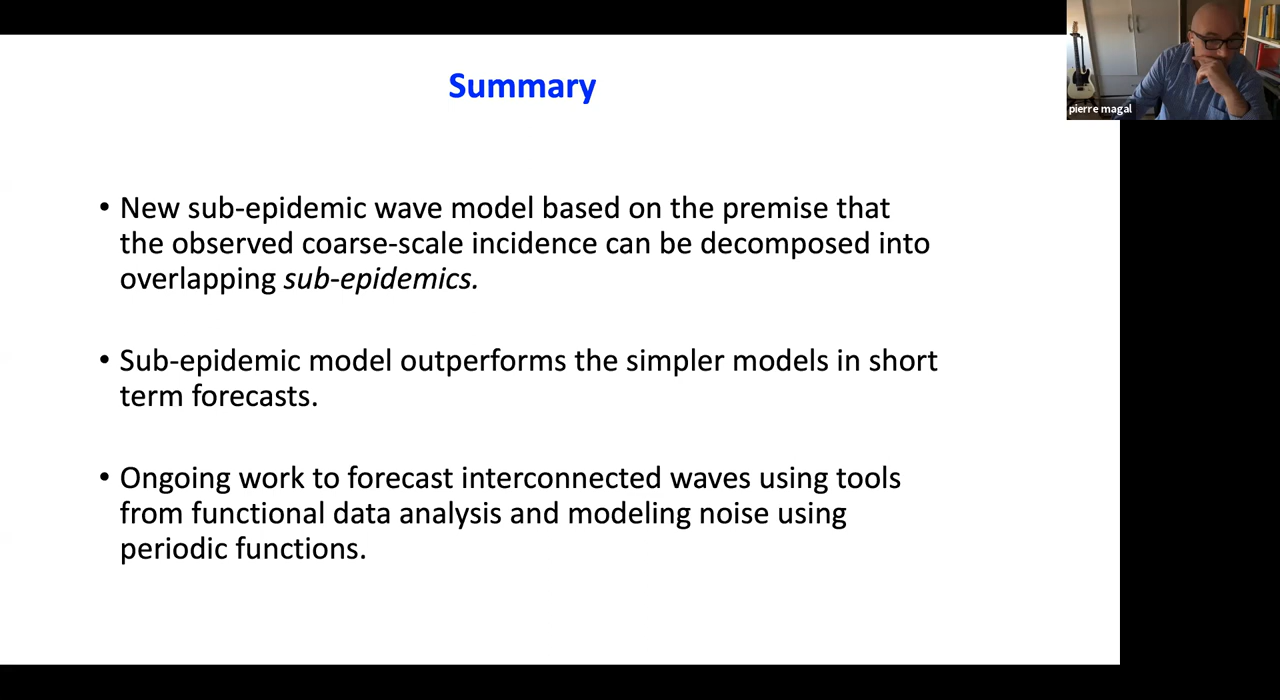 Summary
pierre magal
• New sub-epidemic wave model based on the premise that
the observed coarse-scale incidence can be decomposed into
overlapping sub-epidemics.
• Sub-epidemic model outperforms the simpler models in short
term forecasts.
• Ongoing work to forecast interconnected waves using tools
from functional data analysis and modeling noise using
periodic functions.